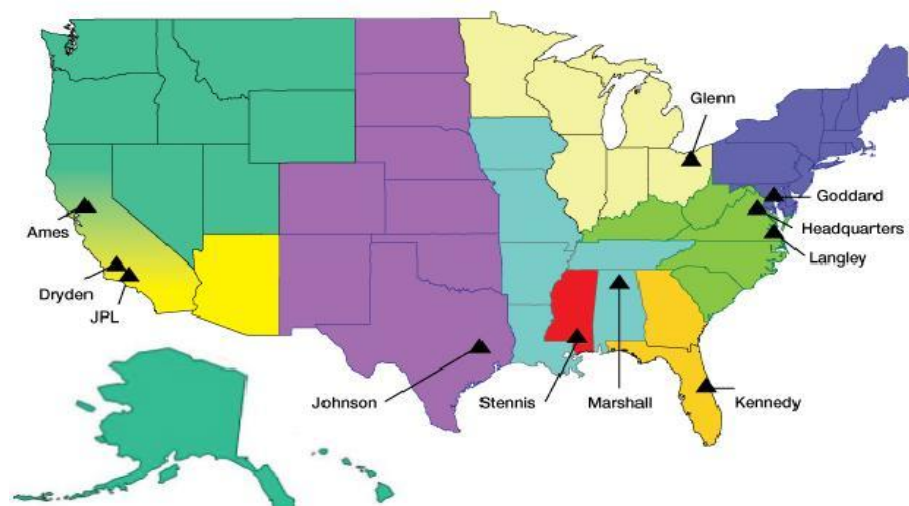 Glenn
Goddard
Headquarters
Langley
Ames
Dryden
JPL
Johnson
Stennis
Marshall
Kennedy